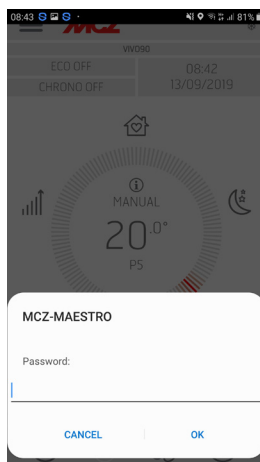 08:43 81%
MCZ
VIVO90
ECO OFF 08:42
CHRONO OFF 13/09/2019
MANUAL
20.0°
P5
MCZ-MAESTRO
Password:
CANCEL OK